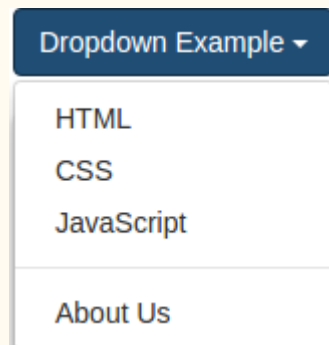 Dropdown Example
HTML
CSS
JavaScript
About Us